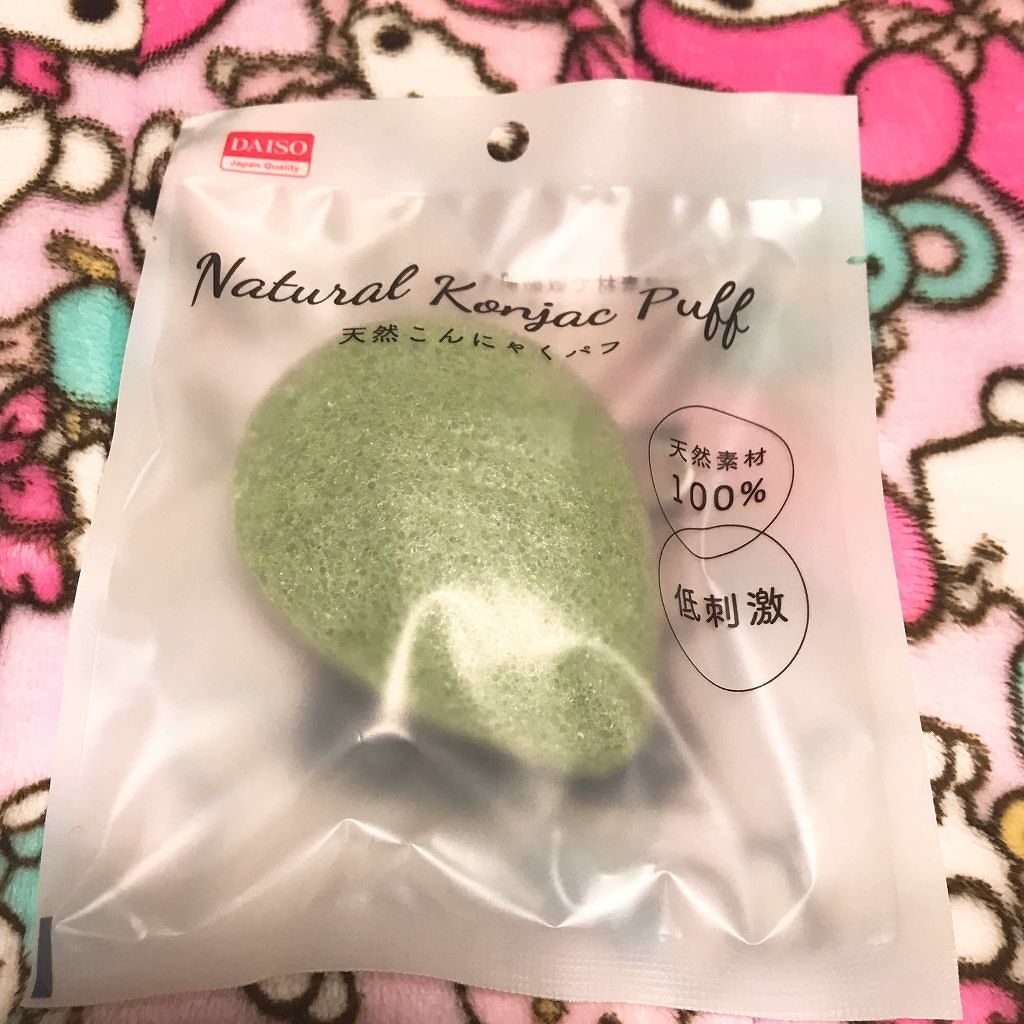 DAISO
Japan Quality
Natural Konjac Puff
天然こんにゃくパフ
天然素材
100%
低刺激